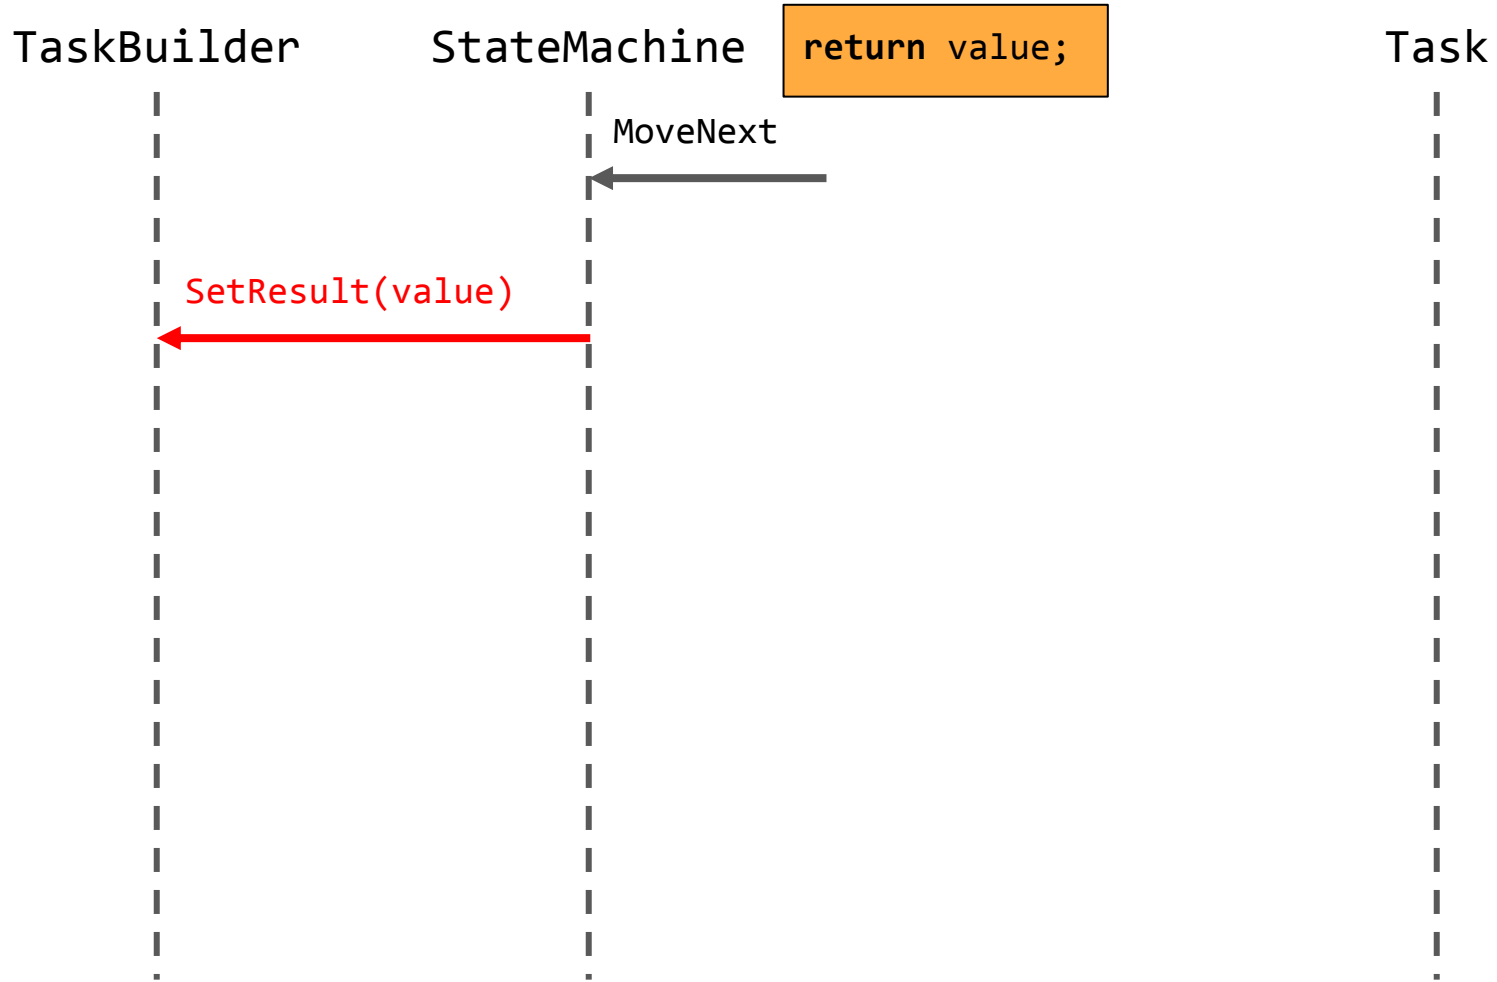 TaskBuilder
StateMachine
return value;
Task
MoveNext
SetResult(value)